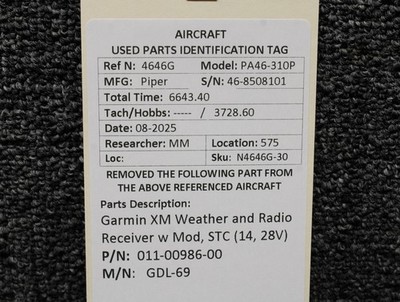 AIRCRAFT
USED PARTS IDENTIFICATION TAG
Ref N: 4646G Model: PA46-310P
MFG: Piper S/N: 46-8508101
Total Time: 6643.40
Tach/Hobbs: ----- / 3728.60
Date: 08-2025
Researcher: MM Location: 575
Loc: Sku: N4646G-30
REMOVED THE FOLLOWING PART FROM
THE ABOVE REFERENCED AIRCRAFT
Parts Description:
Garmin XM Weather and Radio
Receiver w Mod, STC (14, 28V)
P/N: 011-00986-00
M/N: GDL-69